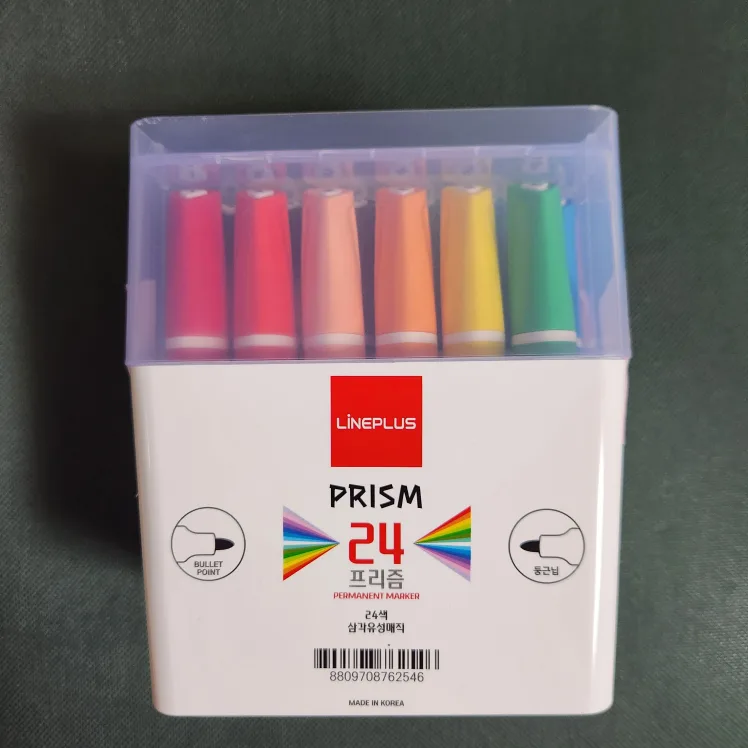 LINEPLUS
PRISM
24
프리즘
PERMANENT MARKER
BULLET
POINT
둥근닙
24색
삼각유성매직
8809708762546
MADE IN KOREA